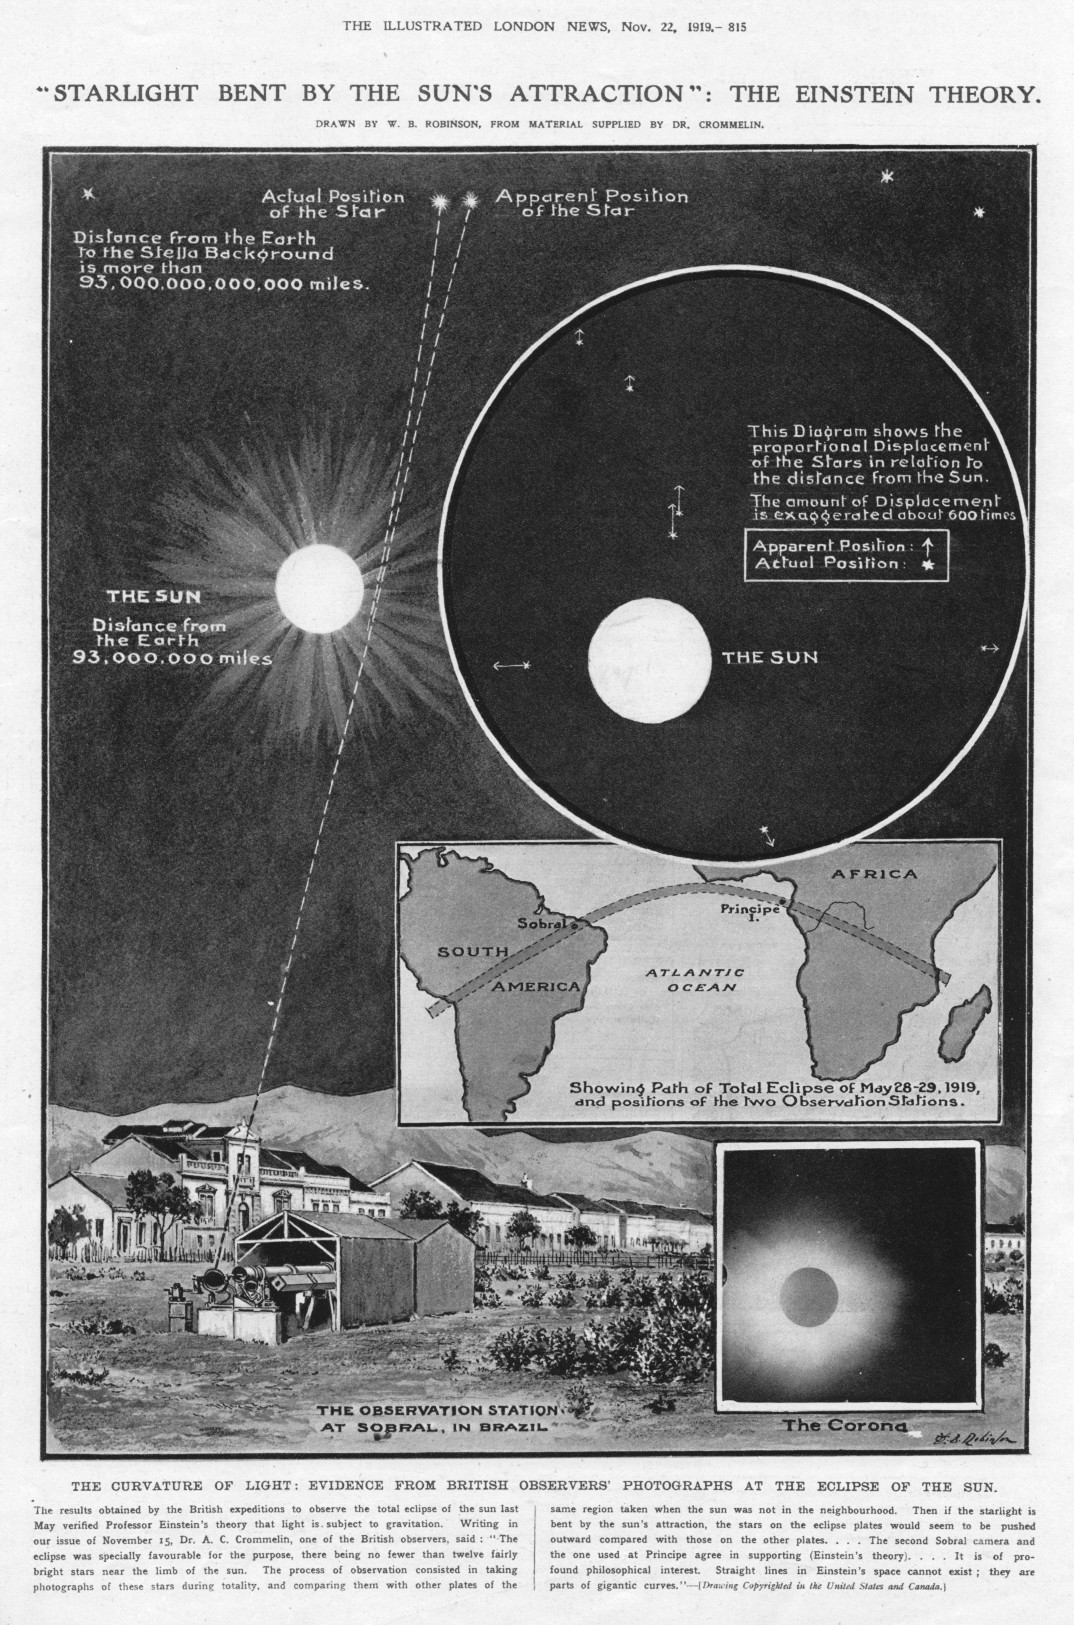 THE ILLUSTRATED LONDON NEWS, Nov. 22, 1919.— 815
"STARLIGHT BENT BY THE SUN'S ATTRACTION": THE EINSTEIN THEORY.
DRAWN BY W. B. ROBINSON, FROM MATERIAL SUPPLIED BY DR. CROMMELIN.
Actual Position
of the Star
Apparent Position
of the Star
Distance from the Earth
to the Stella Background
is more than
93,000,000,000,000 miles.
This Diagram shows the
proportional Displacement
of the Stars in relation to
the distance from the Sun.
The amount of Displacement
is exaggerated about 600 times
Apparent Position: ↑
Actual Position: ★
THE SUN
Distance from
the Earth
93,000,000 miles
THE SUN
AFRICA
Principe
I.
Sobral
SOUTH
AMERICA
ATLANTIC
OCEAN
Showing Path of Total Eclipse of May 28-29, 1919,
and positions of the two Observation Stations.
THE OBSERVATION STATION
AT SOBRAL, IN BRAZIL
The Corona
W. B. Robinson
THE CURVATURE OF LIGHT: EVIDENCE FROM BRITISH OBSERVERS' PHOTOGRAPHS AT THE ECLIPSE OF THE SUN.
The results obtained by the British expeditions to observe the total eclipse of the sun last
May verified Professor Einstein's theory that light is subject to gravitation. Writing in
our issue of November 15, Dr. A. C. Crommelin, one of the British observers, said: "The
eclipse was specially favourable for the purpose, there being no fewer than twelve fairly
bright stars near the limb of the sun. The process of observation consisted in taking
photographs of these stars during totality, and comparing them with other plates of the
same region taken when the sun was not in the neighbourhood. Then if the starlight is
bent by the sun's attraction, the stars on the eclipse plates would seem to be pushed
outward compared with those on the other plates. . . . The second Sobral camera and
the one used at Principe agree in supporting (Einstein's theory). . . . It is of pro-
found philosophical interest. Straight lines in Einstein's space cannot exist; they are
parts of gigantic curves."—[Drawing Copyrighted in the United States and Canada.]